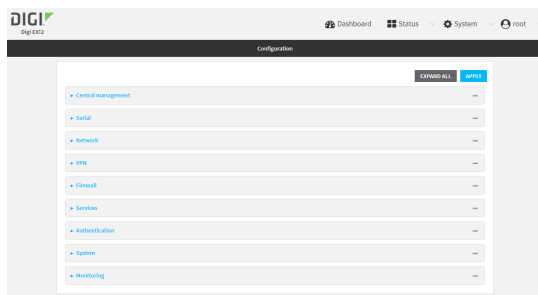 DIGI
Digi EX12
Dashboard
Status
System
root
Configuration
EXPAND ALL
APPLY
Central management
Serial
Network
VPN
Firewall
Services
Authentication
System
Monitoring